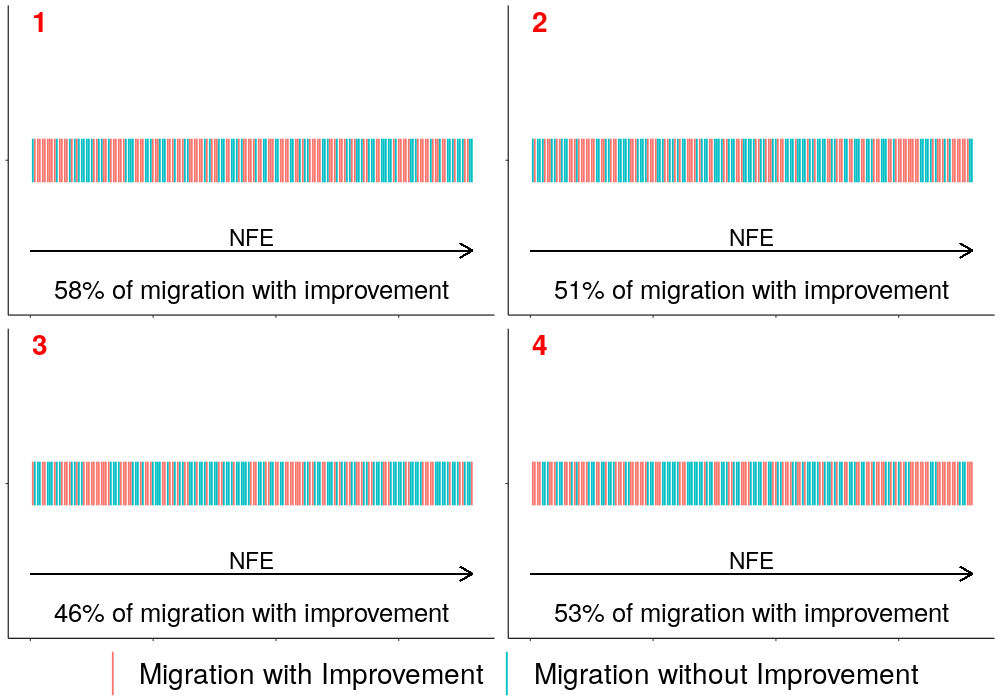 1
NFE
58% of migration with improvement
2
NFE
51% of migration with improvement
3
NFE
46% of migration with improvement
4
NFE
53% of migration with improvement
Migration with Improvement
Migration without Improvement